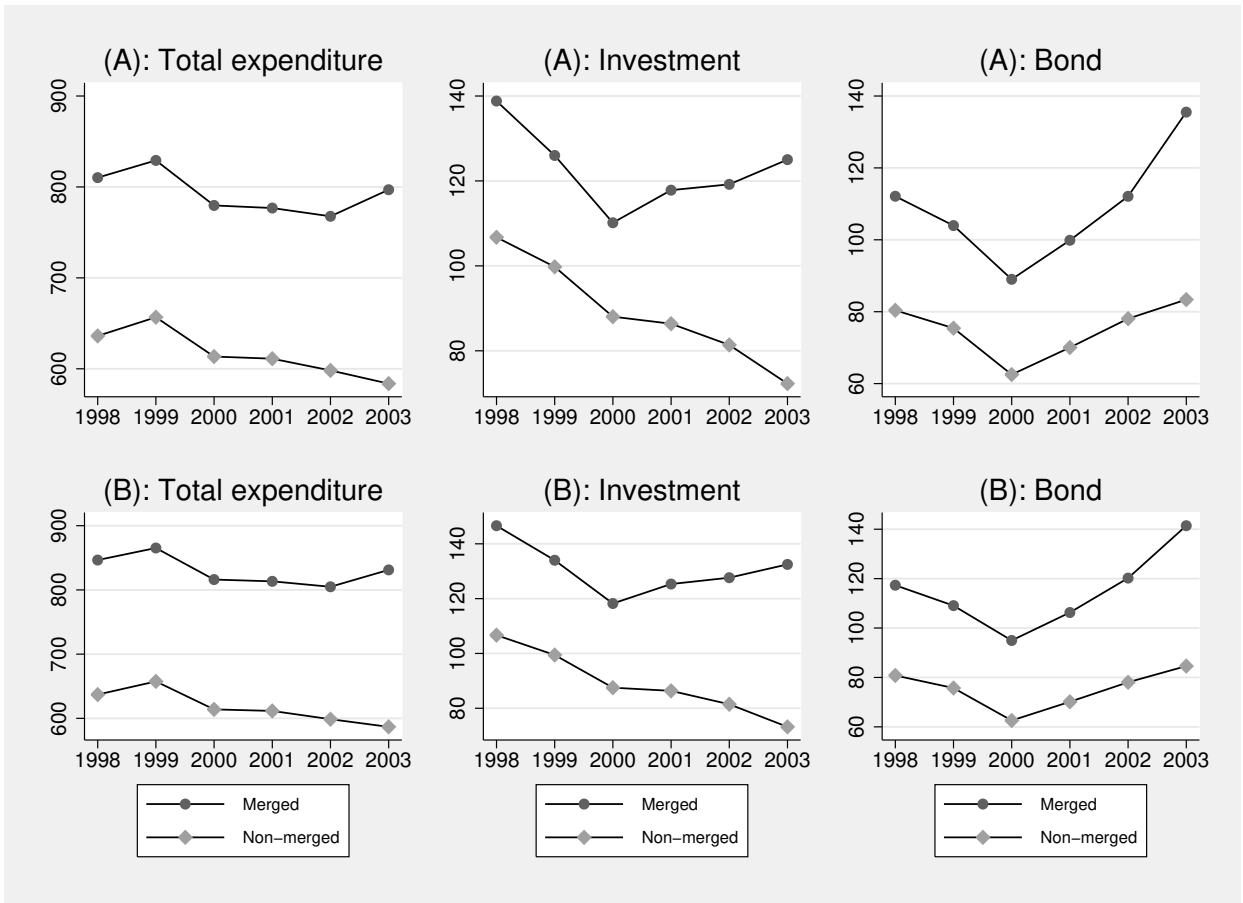 (A): Total expenditure
900
800
700
600
1998 1999 2000 2001 2002 2003
(A): Investment
140
120
100
80
1998 1999 2000 2001 2002 2003
(A): Bond
140
120
100
80
60
1998 1999 2000 2001 2002 2003
(B): Total expenditure
900
800
700
600
1998 1999 2000 2001 2002 2003
(B): Investment
140
120
100
80
1998 1999 2000 2001 2002 2003
(B): Bond
140
120
100
80
60
1998 1999 2000 2001 2002 2003
Merged
Non−merged
Merged
Non−merged
Merged
Non−merged